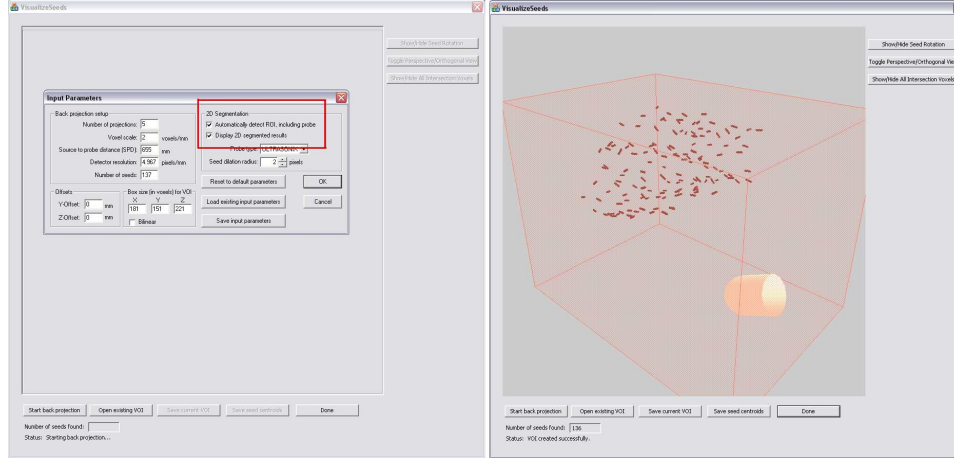 VisualizeSeeds
Show/Hide Seed Rotation
Toggle Perspective/Orthogonal View
Show/Hide All Intersection Voxels
Input Parameters
Back projection setup
Number of projections: 5
Voxel scale: 2 voxels/mm
Source to probe distance (SPD): 655 mm
Detector resolution: 4.967 pixels/mm
Number of seeds: 137
Offsets
Y-Offset: 0 mm
Z-Offset: 0 mm
Box size (in voxels) for VOI
X Y Z
181 151 221
Bilinear
2D Segmentation
Automatically detect ROI, including probe
Display 2D segmented results
Probe type: ULTRASONIX
Seed dilation radius: 2 pixels
Reset to default parameters
OK
Load existing input parameters
Cancel
Save input parameters
Start back projection Open existing VOI Save current VOI Save seed centroids Done
Number of seeds found:
Status: Starting back projection...
VisualizeSeeds
Show/Hide Seed Rotation
Toggle Perspective/Orthogonal Vie
Show/Hide All Intersection Voxels
Start back projection Open existing VOI Save current VOI Save seed centroids Done
Number of seeds found: 136
Status: VOI created successfully.